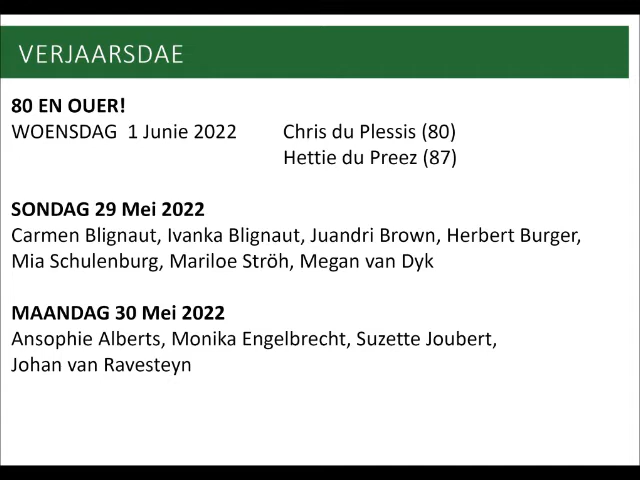 VERJAARSDAE
80 EN OUER!
WOENSDAG 1 Junie 2022 Chris du Plessis (80)
Hettie du Preez (87)
SONDAG 29 Mei 2022
Carmen Blignaut, Ivanka Blignaut, Juandri Brown, Herbert Burger,
Mia Schulenburg, Mariloe Ströh, Megan van Dyk
MAANDAG 30 Mei 2022
Ansophie Alberts, Monika Engelbrecht, Suzette Joubert,
Johan van Ravesteyn